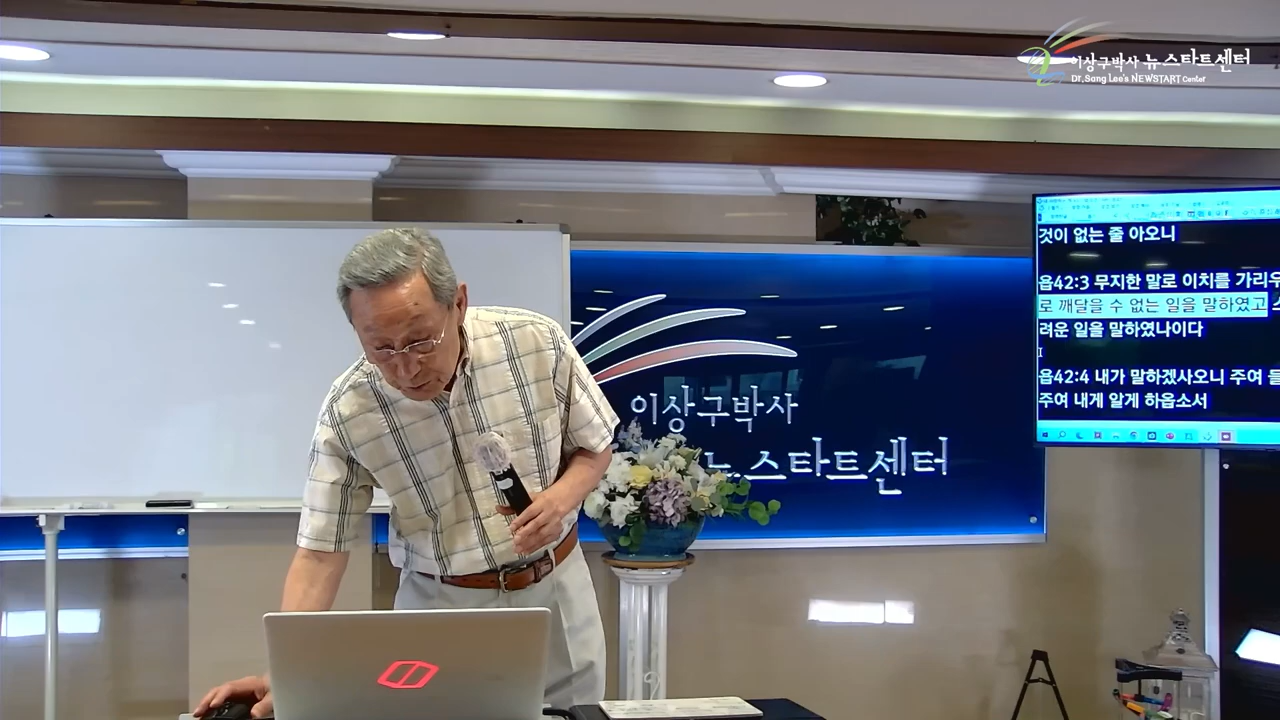 이상구박사 뉴스타트센터
Dr. Sang Lee's NEWSTART Center
것이 없는 줄 아오니
욥42:3 무지한 말로 이치를 가리우
로 깨달을 수 없는 일을 말하였고
려운 일을 말하였나이다
욥42:4 내가 말하겠사오니 주여
주여 내게 알게 하옵소서
이상구박사
뉴스타트센터